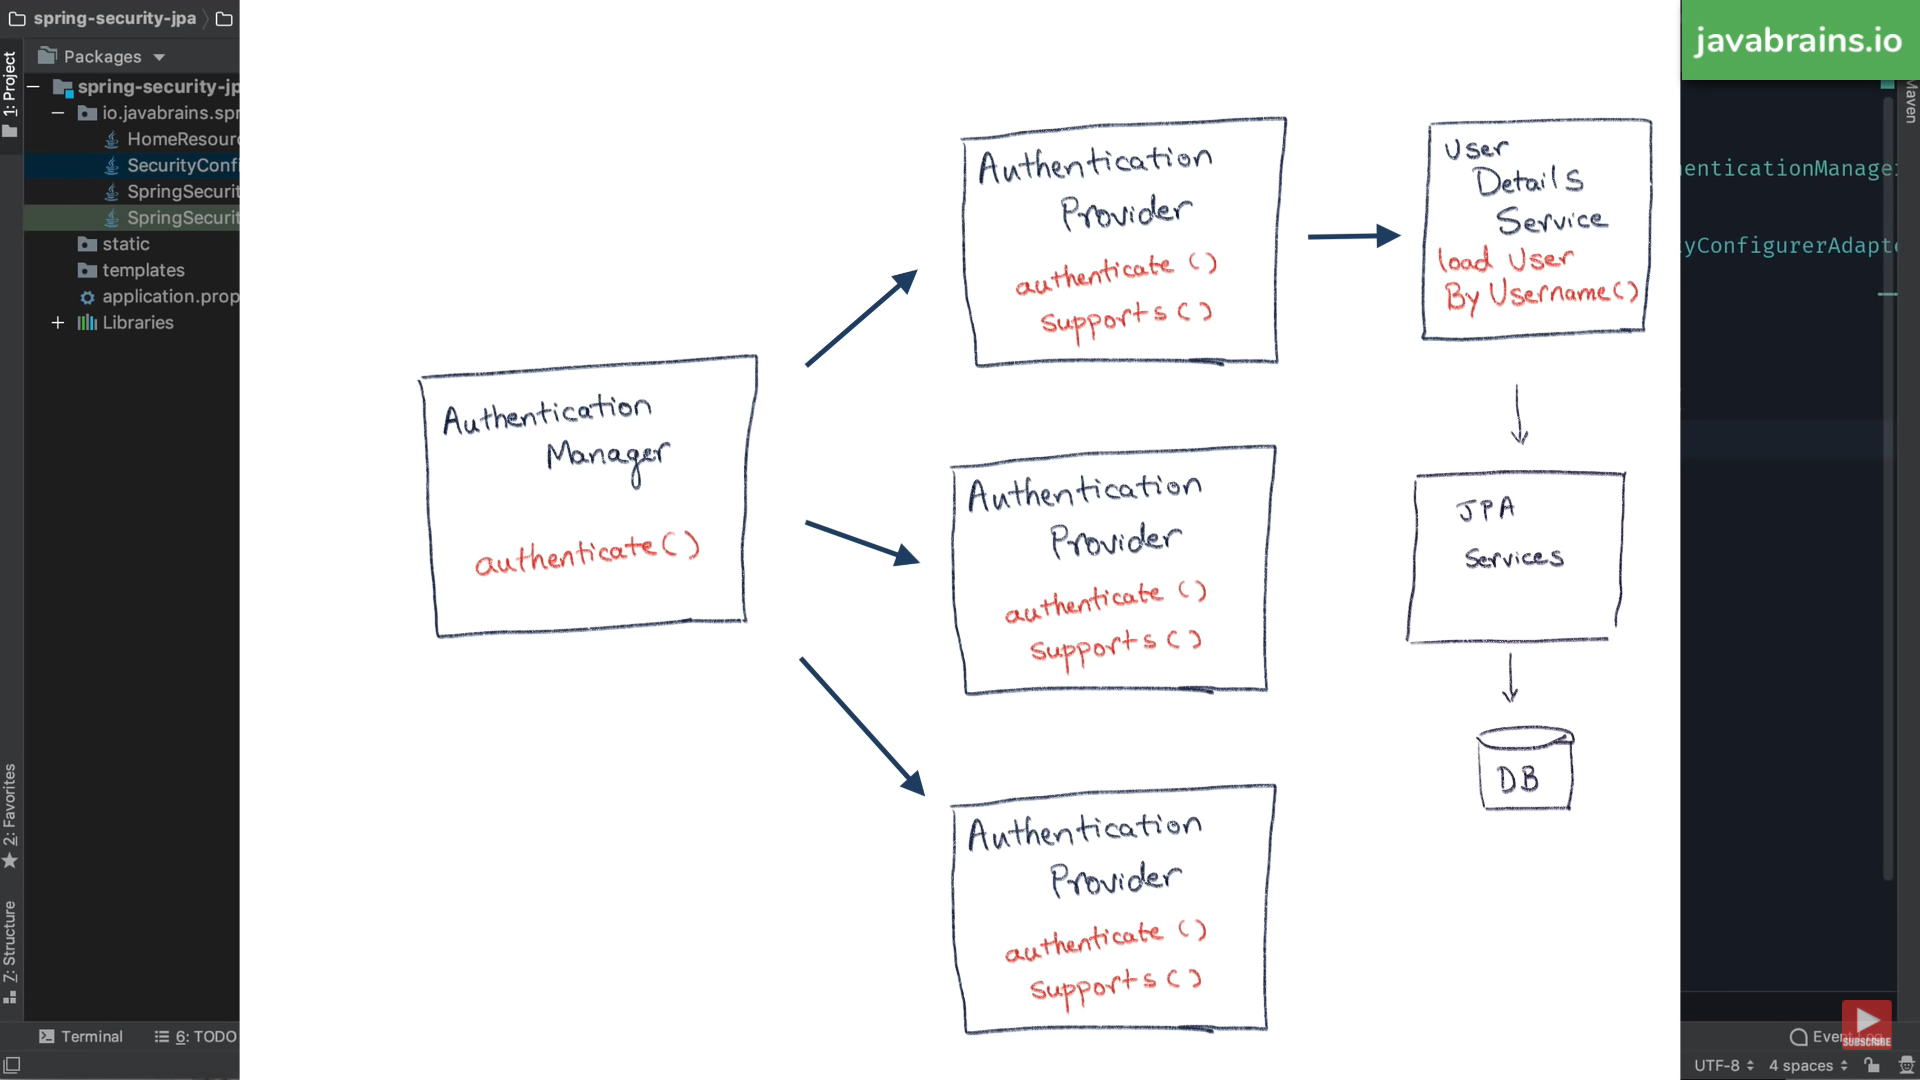 spring-security-jpa
javabrains.io
1: Project
Packages
spring-security-jp
io.javabrains.spr
HomeResour
SecurityConfi
SpringSecurit
SpringSecurit
static
templates
application.prop
Libraries
2: Favorites
7: Structure
Terminal
6: TODO
Authentication
Manager
authenticate()
Authentication
Provider
authenticate ()
supports ()
Authentication
Provider
authenticate ()
supports ()
Authentication
Provider
authenticate ()
supports ()
User
Details
Service
load User
By Username()
JPA
Services
DB
Maven
enticationManage
yConfigurerAdapt
SUBSCRIBE
UTF-8
4 spaces